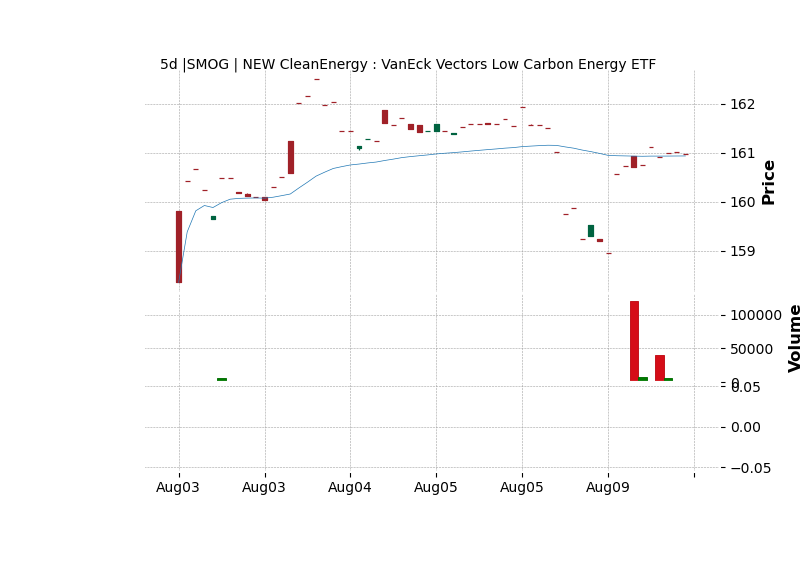 5d |SMOG | NEW CleanEnergy : VanEck Vectors Low Carbon Energy ETF
162
161
160
159
Price
100000
50000
0
Volume
0.05
0.00
−0.05
Aug03 Aug03 Aug04 Aug05 Aug05 Aug09